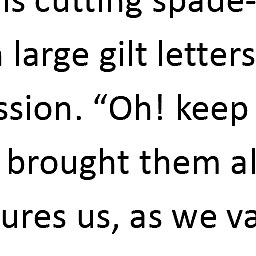 is cutting spade-
large gilt letters
ssion. “Oh! keep
brought them al
ures us, as we va